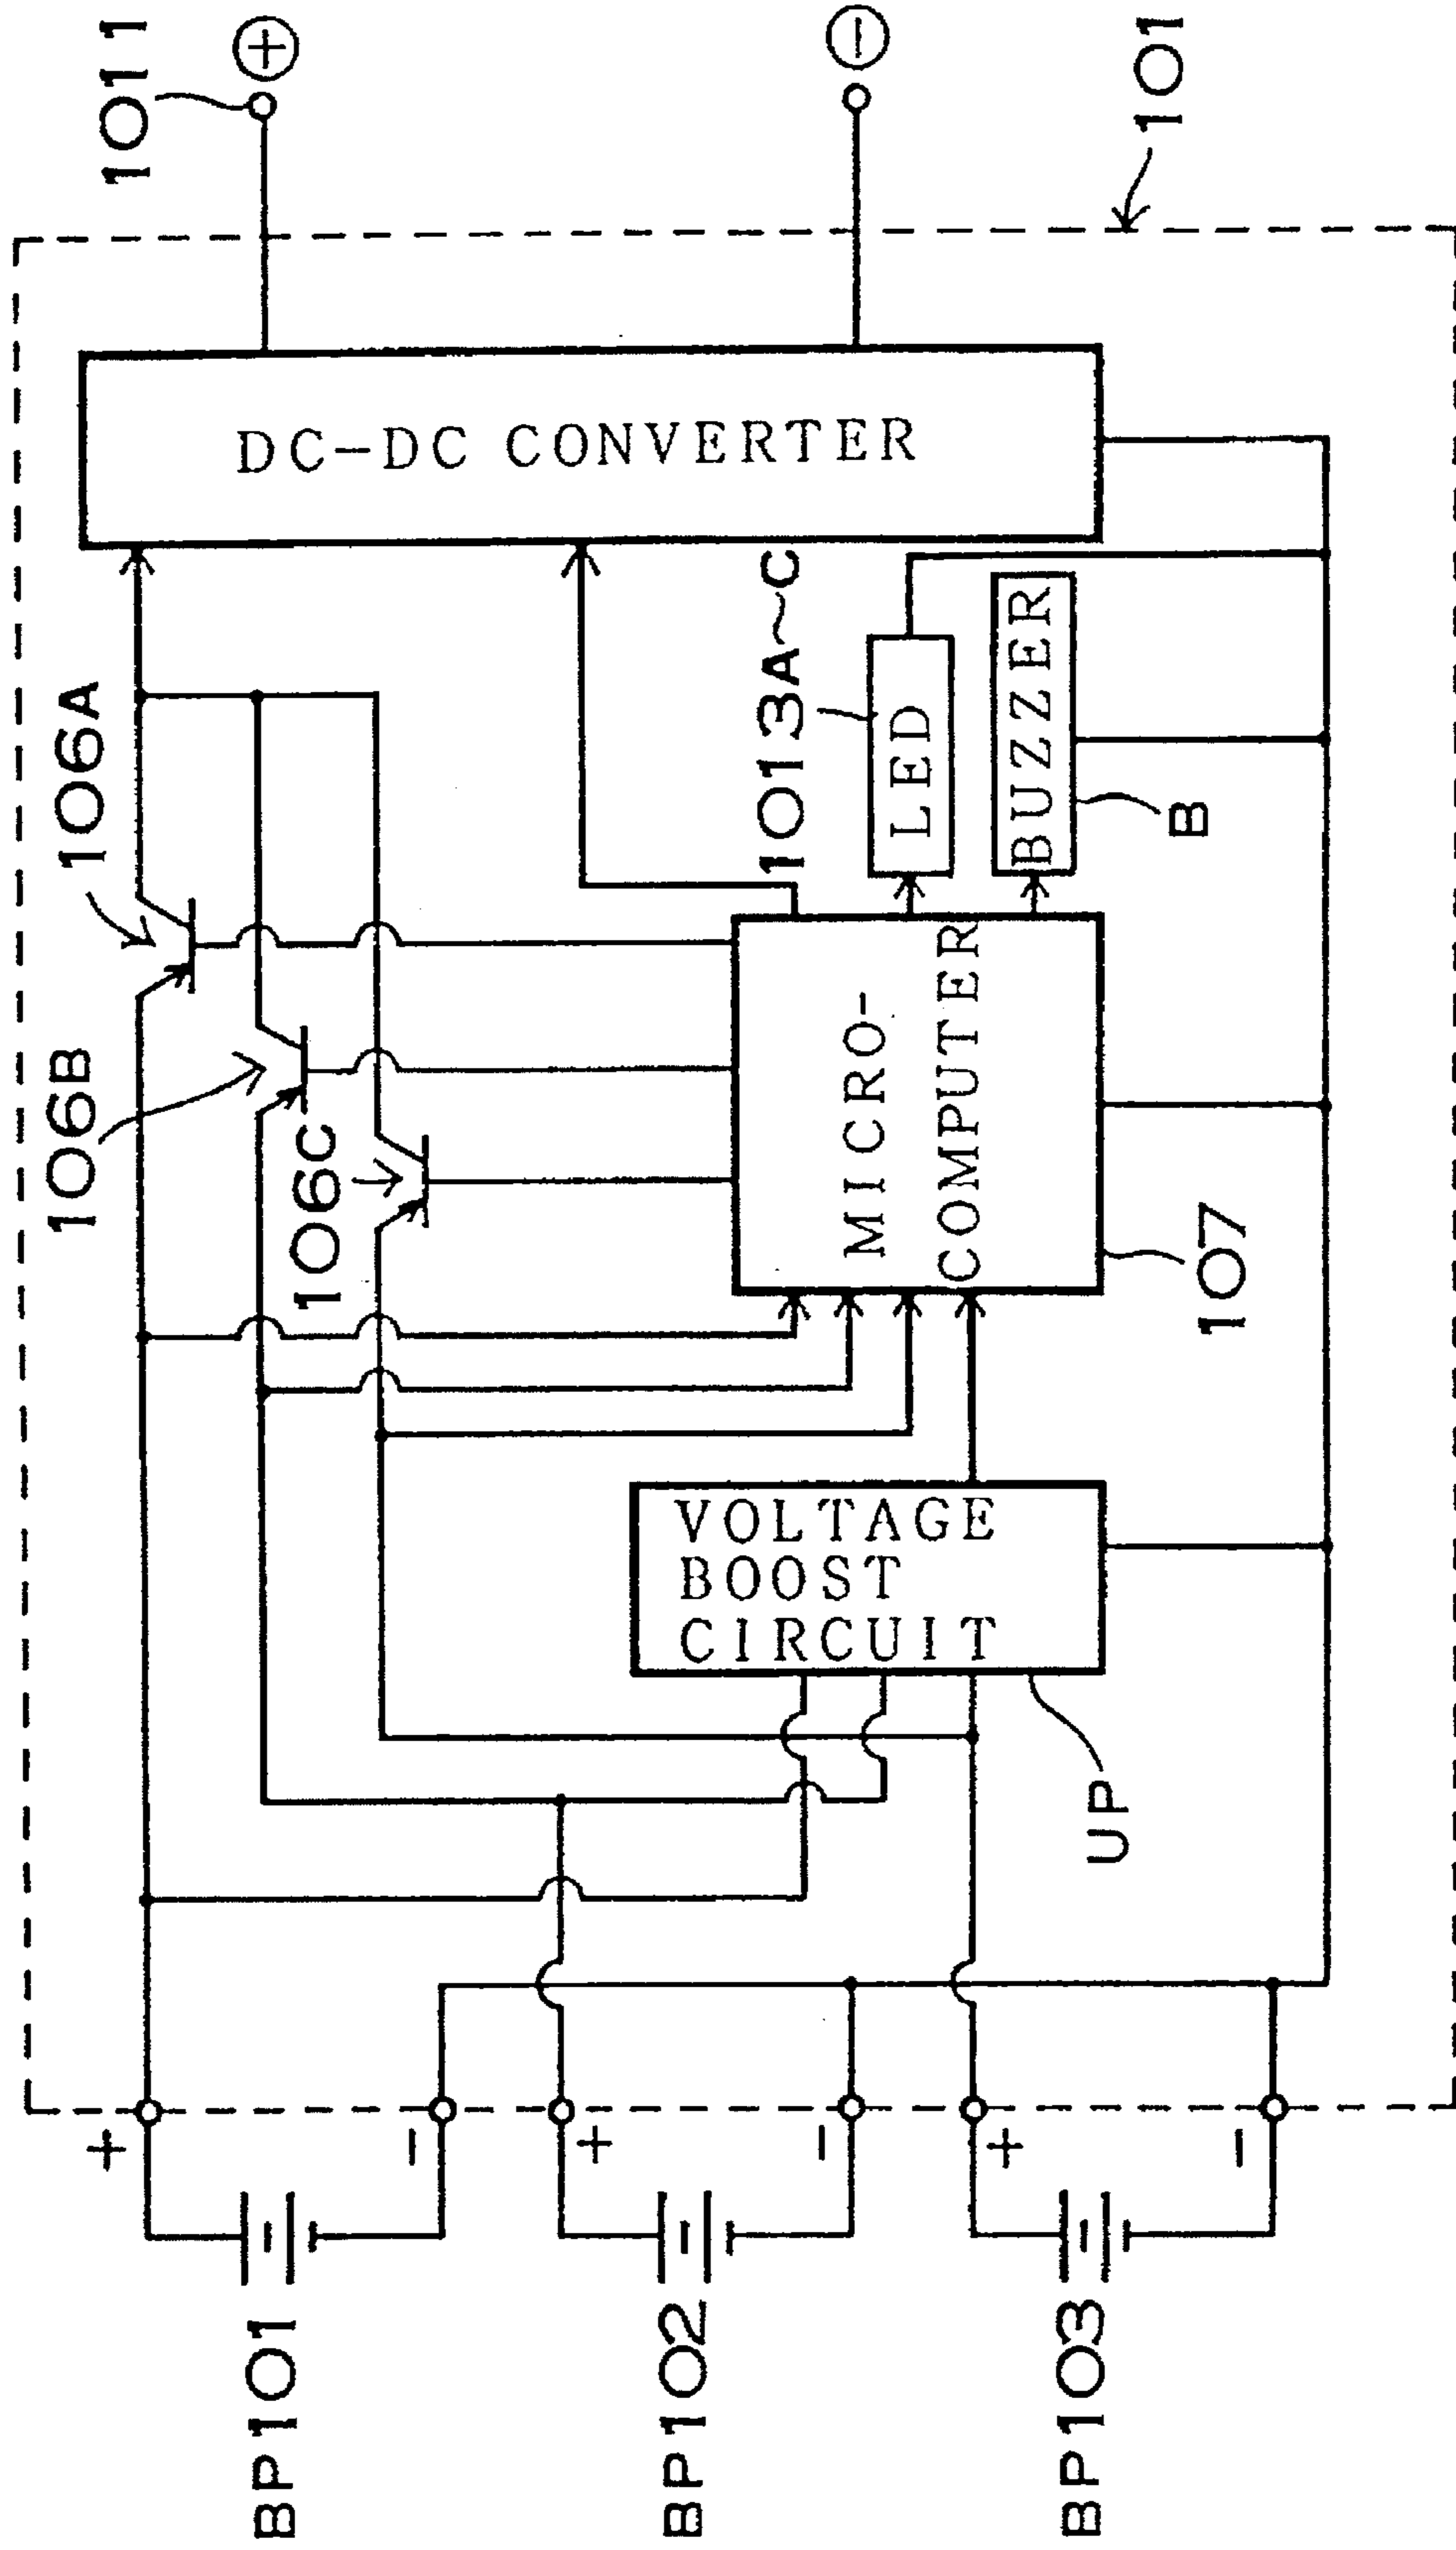 106A
106B
106C
1011
+
-
DC-DC CONVERTER
BP101
+
-
BP102
+
-
BP103
+
-
VOLTAGE
BOOST
CIRCUIT
MICRO-
COMPUTER
1013A~C
LED
BUZZER
B
UP
107
101